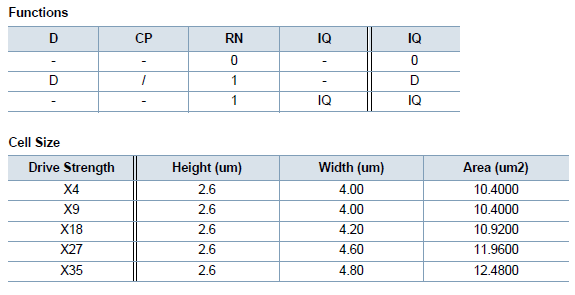 Functions
D CP RN IQ IQ
- - 0 - 0
D / 1 - D
- - 1 IQ IQ
Cell Size
Drive Strength Height (um) Width (um) Area (um2)
X4 2.6 4.00 10.4000
X9 2.6 4.00 10.4000
X18 2.6 4.20 10.9200
X27 2.6 4.60 11.9600
X35 2.6 4.80 12.4800